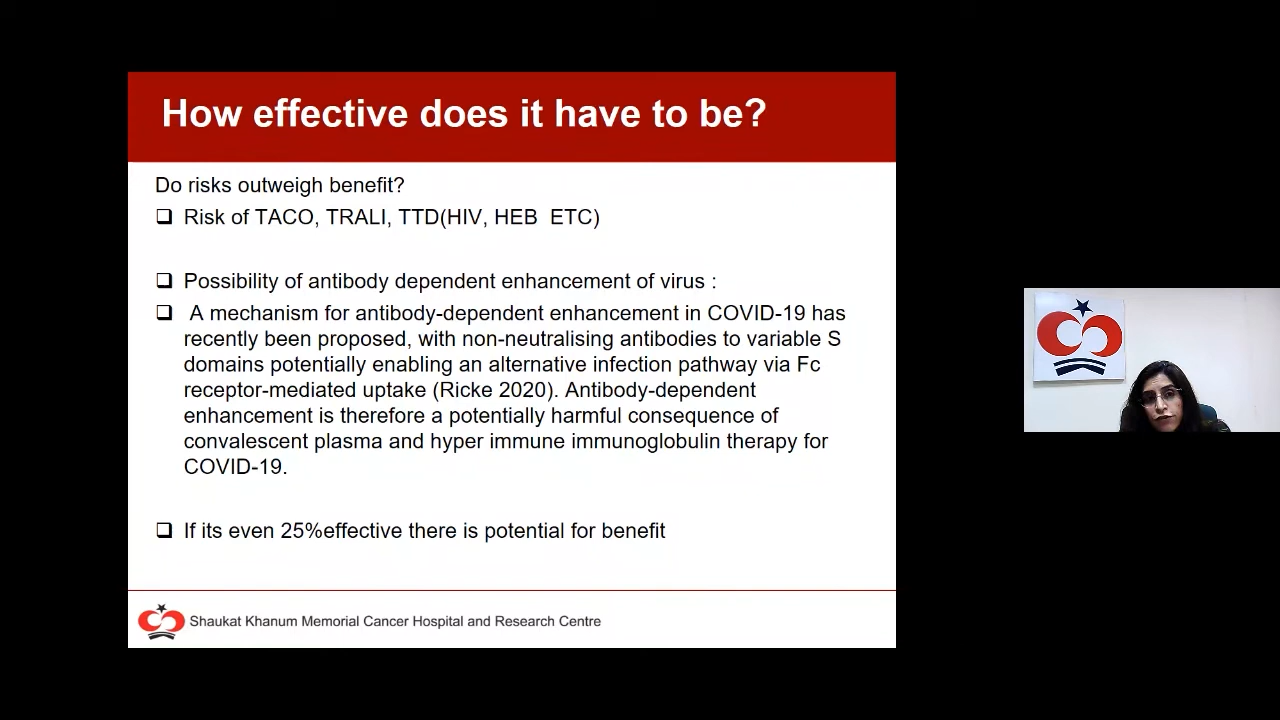 How effective does it have to be?
Do risks outweigh benefit?
Risk of TACO, TRALI, TTD(HIV, HEB ETC)
Possibility of antibody dependent enhancement of virus :
A mechanism for antibody-dependent enhancement in COVID-19 has
recently been proposed, with non-neutralising antibodies to variable S
domains potentially enabling an alternative infection pathway via Fc
receptor-mediated uptake (Ricke 2020). Antibody-dependent
enhancement is therefore a potentially harmful consequence of
convalescent plasma and hyper immune immunoglobulin therapy for
COVID-19.
If its even 25%effective there is potential for benefit
Shaukat Khanum Memorial Cancer Hospital and Research Centre